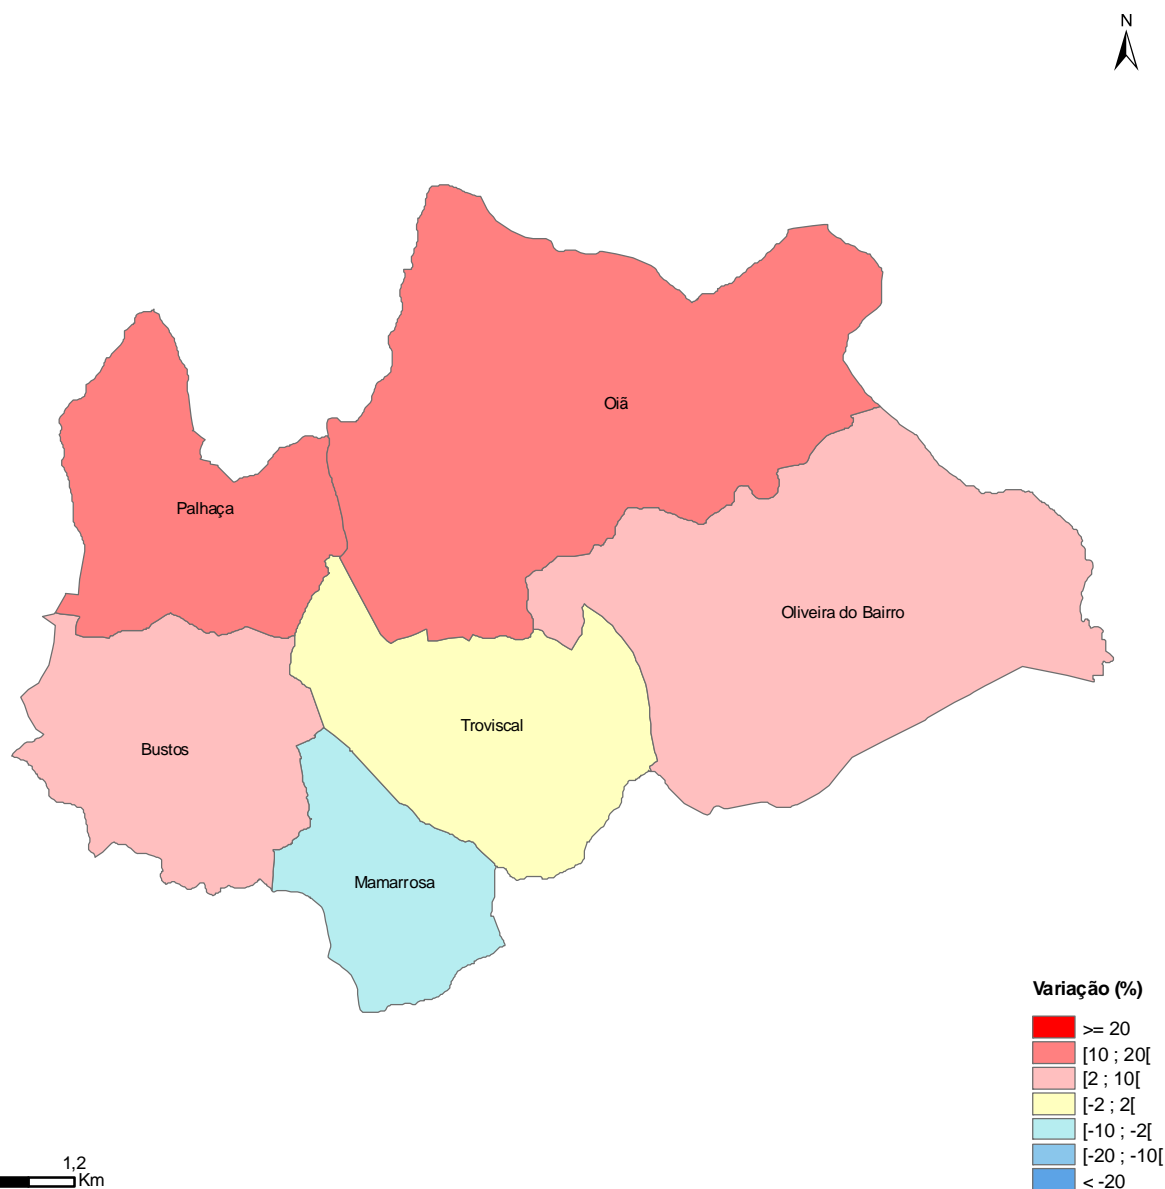 N
Oiã
Palhaça
Oliveira do Bairro
Troviscal
Bustos
Mamarrosa
Variação (%)
>= 20
[10 ; 20[
[2 ; 10[
[-2 ; 2[
[-10 ; -2[
[-20 ; -10[
< -20
1,2
Km